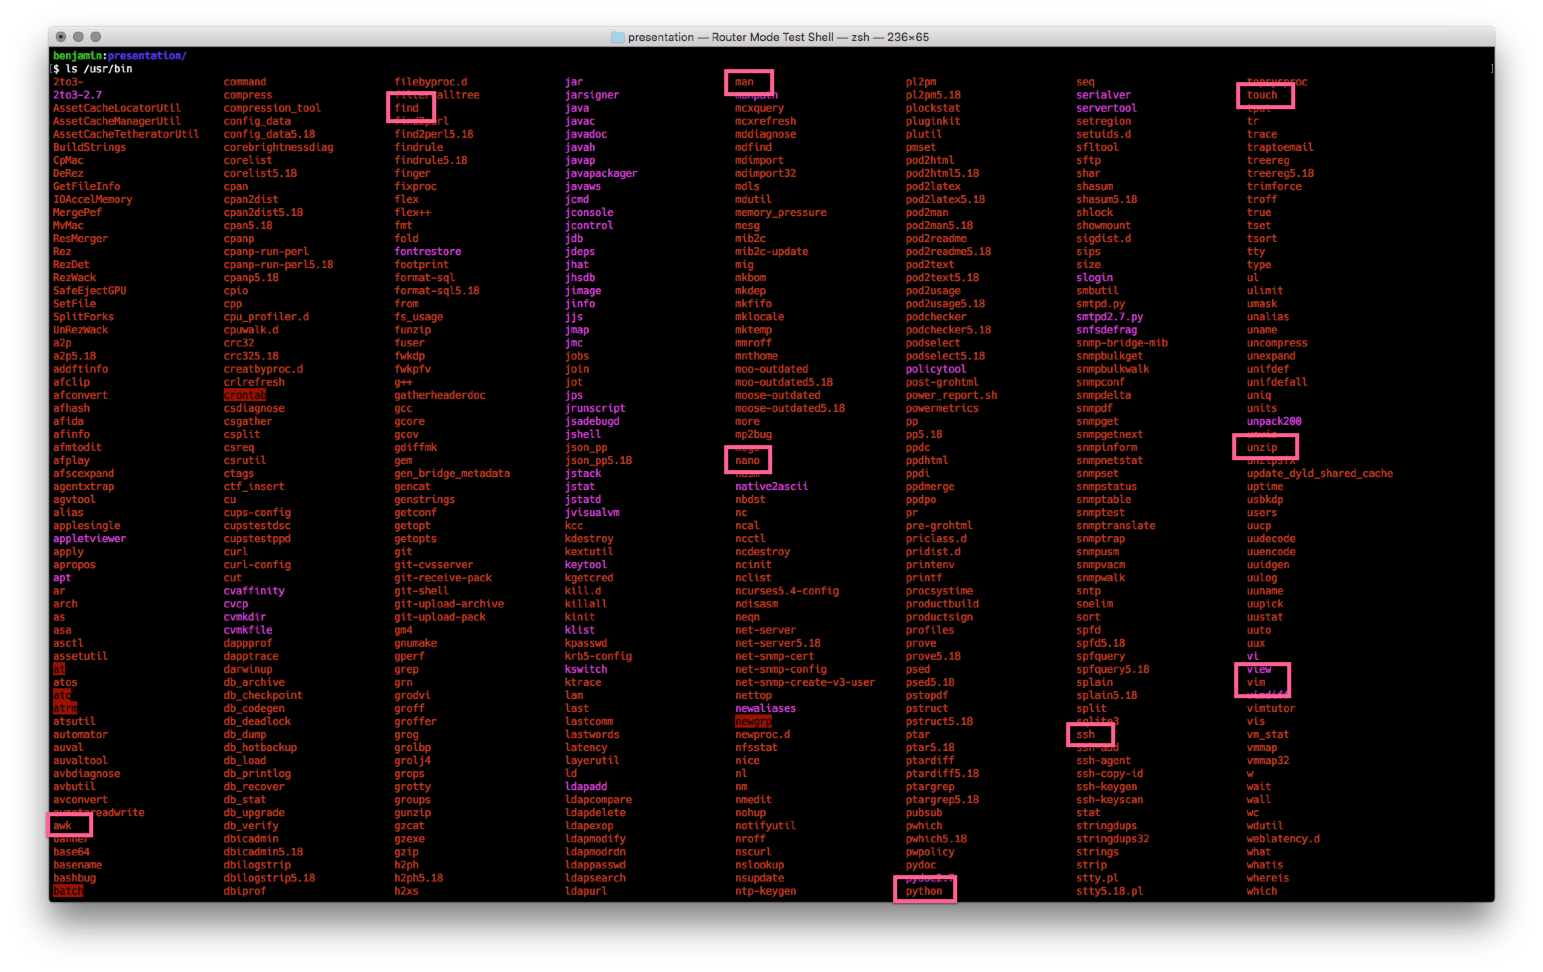 presentation — Router Mode Test Shell — zsh — 236×65
benjamin:presentation/
[$ ls /usr/bin ]
2to3- command filebyproc.d jar man pl2pm seq topsysproc
2to3-2.7 compress filtercalltree jarsigner manpath pl2pm5.18 serialver touch
AssetCacheLocatorUtil compression_tool find java mcxquery plockstat servertool tput
AssetCacheManagerUtil config_data find2perl javac mcxrefresh pluginkit setregion tr
AssetCacheTetheratorUtil config_data5.18 find2perl5.18 javadoc mddiagnose plutil setuids.d trace
BuildStrings corebrightnessdiag findrule javah mdfind pmset sfltool traptoemail
CpMac corelist findrule5.18 javap mdimport pod2html sftp treereg
DeRez corelist5.18 finger javapackager mdimport32 pod2html5.18 shar treereg5.18
GetFileInfo cpan fixproc javaws mdls pod2latex shasum trimforce
IOAccelMemory cpan2dist flex jcmd mdutil pod2latex5.18 shasum5.18 troff
MergePef cpan2dist5.18 flex++ jconsole memory_pressure pod2man shlock true
MvMac cpan5.18 fmt jcontrol mesg pod2man5.18 showmount tset
ResMerger cpanp fold jdb mib2c pod2readme sigdist.d tsort
Rez cpanp-run-perl fontrestore jdeps mib2c-update pod2readme5.18 sips tty
RezDet cpanp-run-perl5.18 footprint jhat mig pod2text size type
RezWack cpanp5.18 format-sql jhsdb mkbom pod2text5.18 slogin ul
SafeEjectGPU cpio format-sql5.18 jimage mkdep pod2usage smbutil ulimit
SetFile cpp from jinfo mkfifo pod2usage5.18 smtpd.py umask
SplitForks cpu_profiler.d fs_usage jjs mklocale podchecker smtpd2.7.py unalias
UnRezWack cpuwalk.d funzip jmap mktemp podchecker5.18 snfsdefrag uname
a2p crc32 fuser jmc mmroff podselect snmp-bridge-mib uncompress
a2p5.18 crc325.18 fwkdp jobs mnthome podselect5.18 snmpbulkget unexpand
addftinfo creatbyproc.d fwkpfv join moo-outdated policytool snmpbulkwalk unifdef
afclip crlrefresh g++ jot moo-outdated5.18 post-grohtml snmpconf unifdefall
afconvert crontab gatherheaderdoc jps moose-outdated power_report.sh snmpdelta uniq
afhash csdiagnose gcc jrunscript moose-outdated5.18 powermetrics snmpdf units
afida csgather gcore jsadebugd more pp snmpget unpack200
afinfo csplit gcov jshell mp2bug pp5.18 snmpgetnext unvis
afmtodit csreq gdiffmk json_pp msgs ppdc snmpinform unzip
afplay csrutil gem json_pp5.18 nano ppdhtml snmpnetstat unzipsfx
afscexpand ctags gen_bridge_metadata jstack nasm ppdi snmpset update_dyld_shared_cache
agentxtrap ctf_insert gencat jstat native2ascii ppdmerge snmpstatus uptime
agvtool cu genstrings jstatd nbdst ppdpo snmptable usbkdp
alias cups-config getconf jvisualvm nc pr snmptest users
applesingle cupstestdsc getopt kcc ncal pre-grohtml snmptranslate uucp
appletviewer cupstestppd getopts kdestroy ncctl priclass.d snmptrap uudecode
apply curl git kextutil ncdestroy pridist.d snmpusm uuencode
apropos curl-config git-cvsserver keytool ncinit printenv snmpvacm uuidgen
apt cut git-receive-pack kgetcred nclist printf snmpwalk uulog
ar cvaffinity git-shell kill.d ncurses5.4-config procsystime sntp uuname
arch cvcp git-upload-archive killall ndisasm productbuild soelim uupick
as cvmkdir git-upload-pack kinit neqn productsign sort uustat
asa cvmkfile gm4 klist net-server profiles spfd uuto
asctl dappprof gnumake kpasswd net-server5.18 prove spfd5.18 uux
assetutil dapptrace gperf krb5-config net-snmp-cert prove5.18 spfquery vi
at darwinup grep kswitch net-snmp-config psed spfquery5.18 view
atos db_archive grn ktrace net-snmp-create-v3-user psed5.18 splain vim
atq db_checkpoint grodvi lam nettop pstopdf splain5.18 vimdiff
atrm db_codegen groff last newaliases pstruct split vimtutor
atsutil db_deadlock groffer lastcomm newgrp pstruct5.18 sqlite3 vis
automator db_dump grog lastwords newproc.d ptar ssh vm_stat
auval db_hotbackup grolbp latency nfsstat ptar5.18 ssh-add vmmap
auvaltool db_load grolj4 layerutil nice ptardiff ssh-agent vmmap32
avbdiagnose db_printlog grops ld nl ptardiff5.18 ssh-copy-id w
avbutil db_recover grotty ldapadd nm ptargrep ssh-keygen wait
avconvert db_stat groups ldapcompare nmedit ptargrep5.18 ssh-keyscan wall
avmetareadwrite db_upgrade gunzip ldapdelete nohup pubsub stat wc
awk db_verify gzcat ldapexop notifyutil pwhich stringdups wdutil
banner dbicadmin gzexe ldapmodify nroff pwhich5.18 stringdups32 weblatency.d
base64 dbicadmin5.18 gzip ldapmodrdn nscurl pwpolicy strings what
basename dbilogstrip h2ph ldappasswd nslookup pydoc strip whatis
bashbug dbilogstrip5.18 h2ph5.18 ldapsearch nsupdate pydoc2.7 stty.pl whereis
batch dbiprof h2xs ldapurl ntp-keygen python stty5.18.pl which